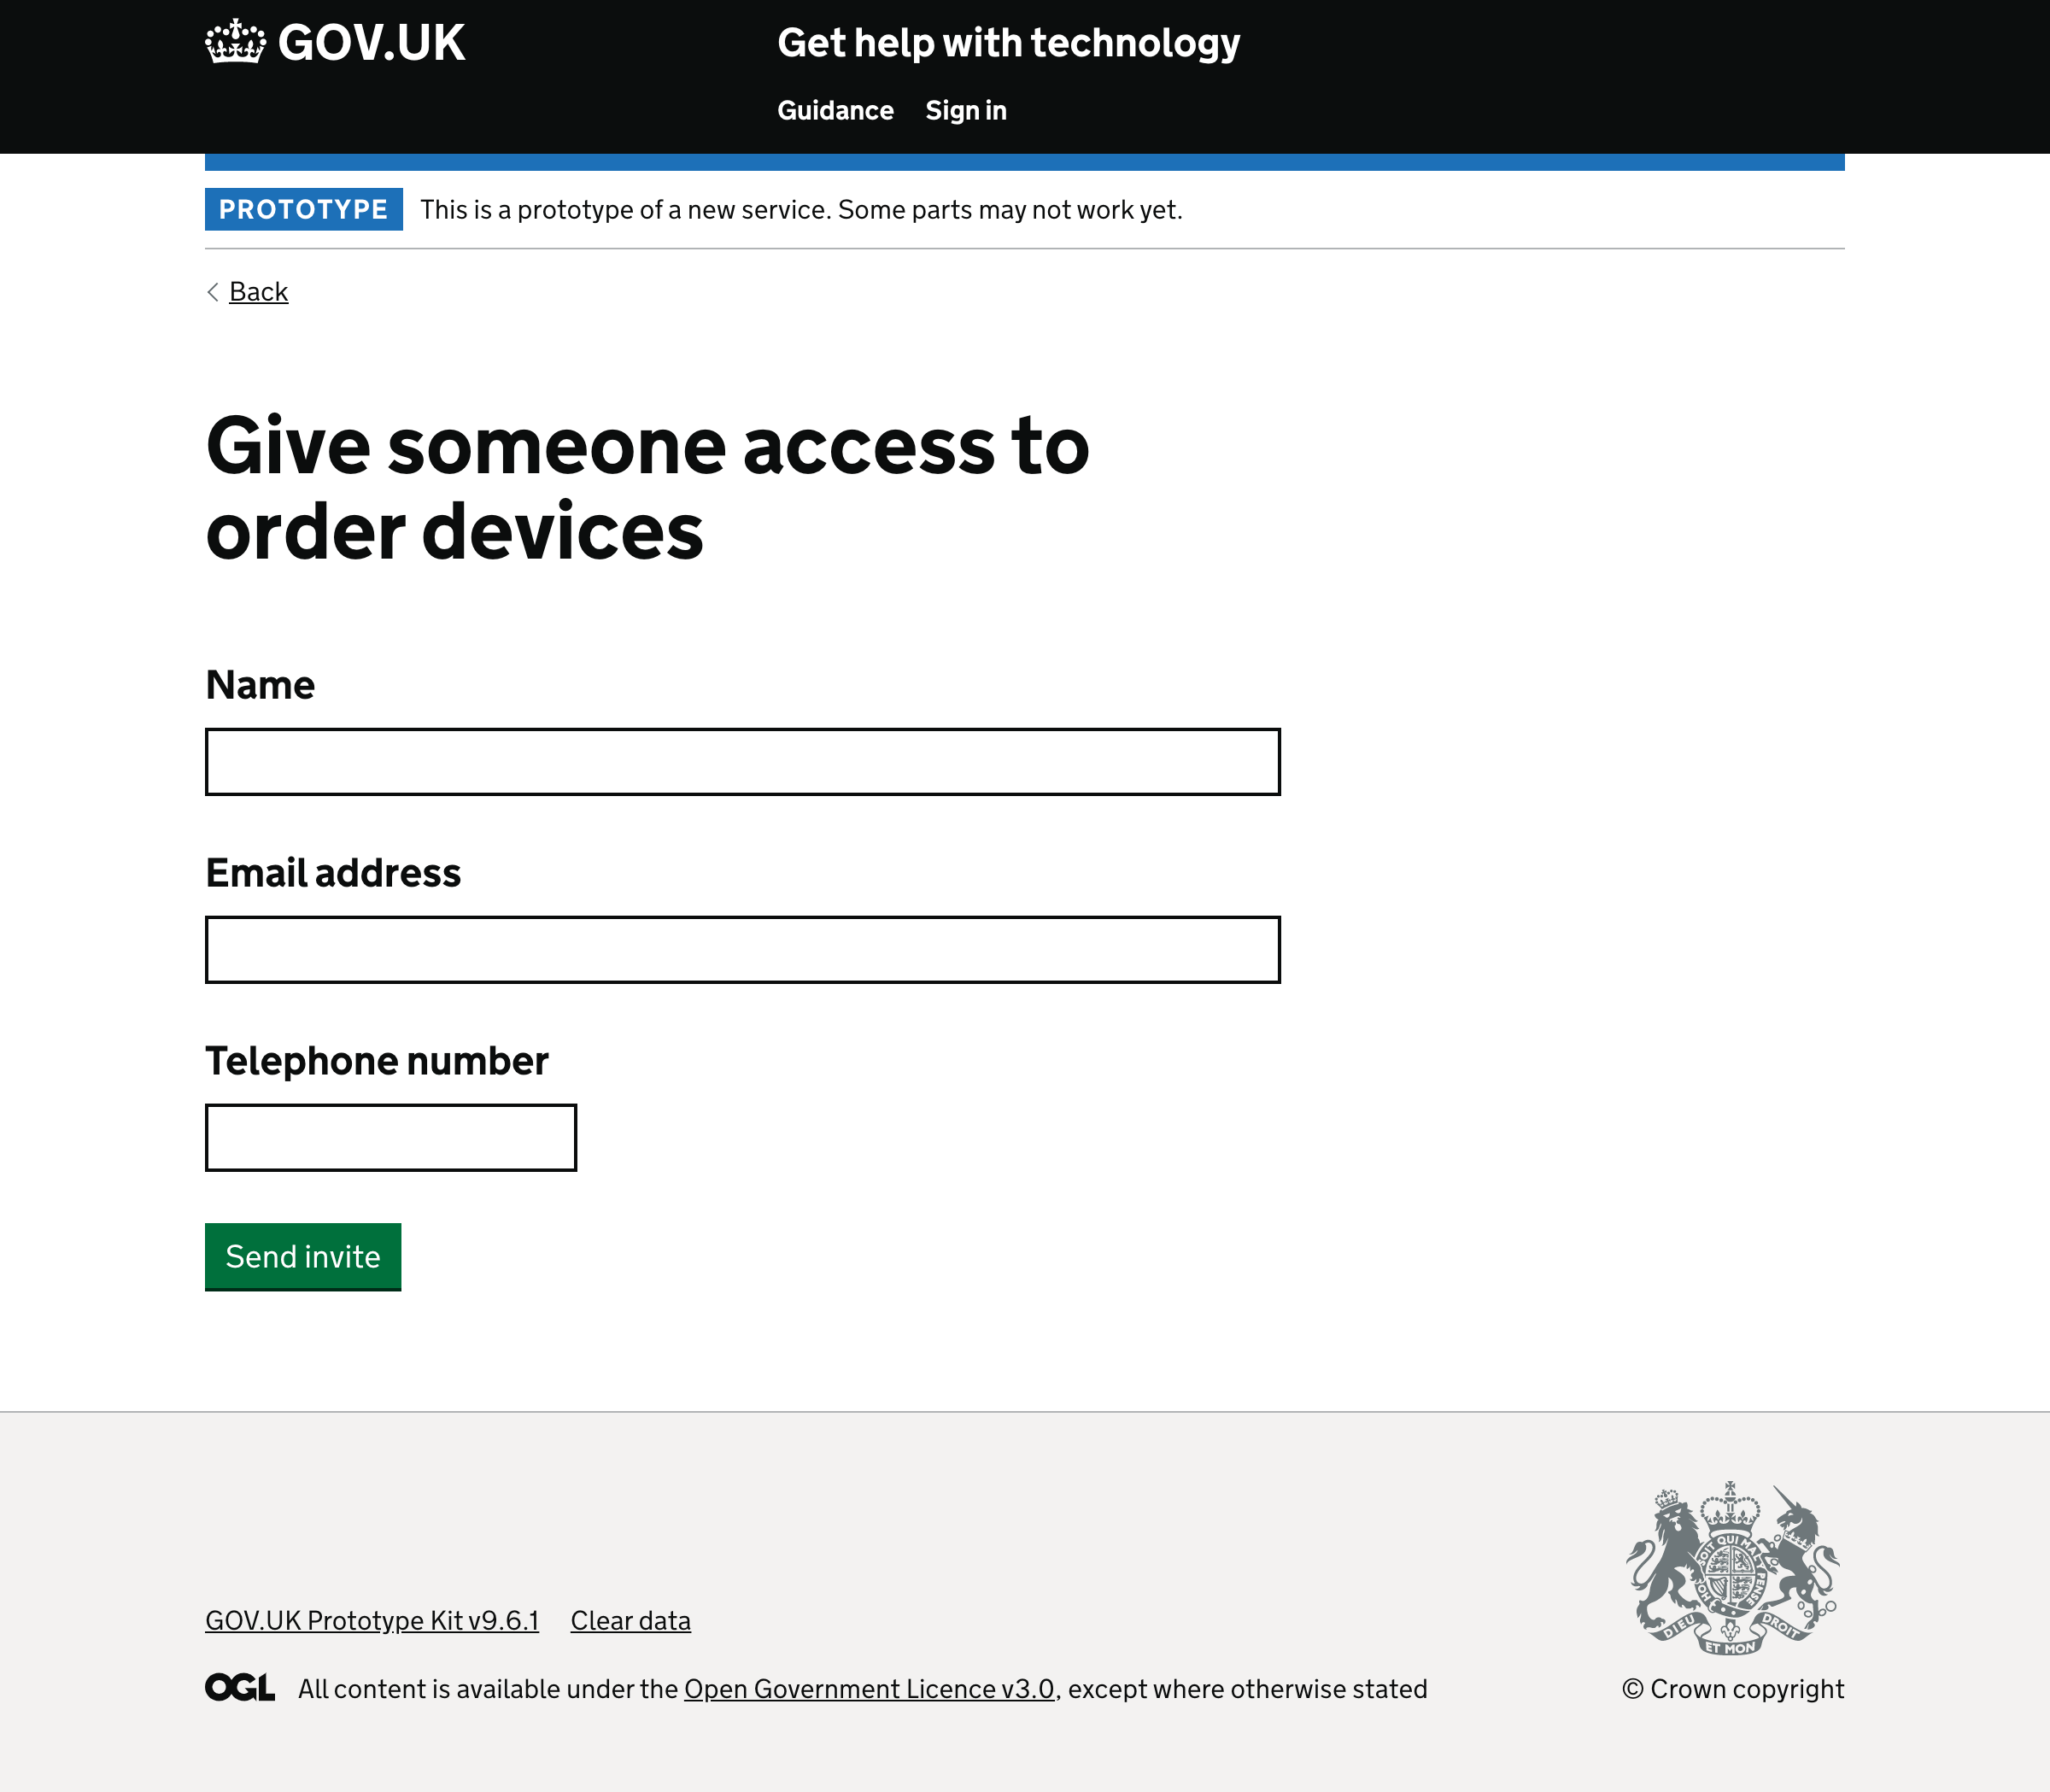 GOV.UK
Get help with technology
Guidance Sign in
PROTOTYPE This is a prototype of a new service. Some parts may not work yet.
Back
Give someone access to
order devices
Name
Email address
Telephone number
Send invite
HONI SOIT QUI MAL Y PENSE
DIEU ET MON DROIT
GOV.UK Prototype Kit v9.6.1 Clear data
OGL All content is available under the Open Government Licence v3.0, except where otherwise stated
© Crown copyright